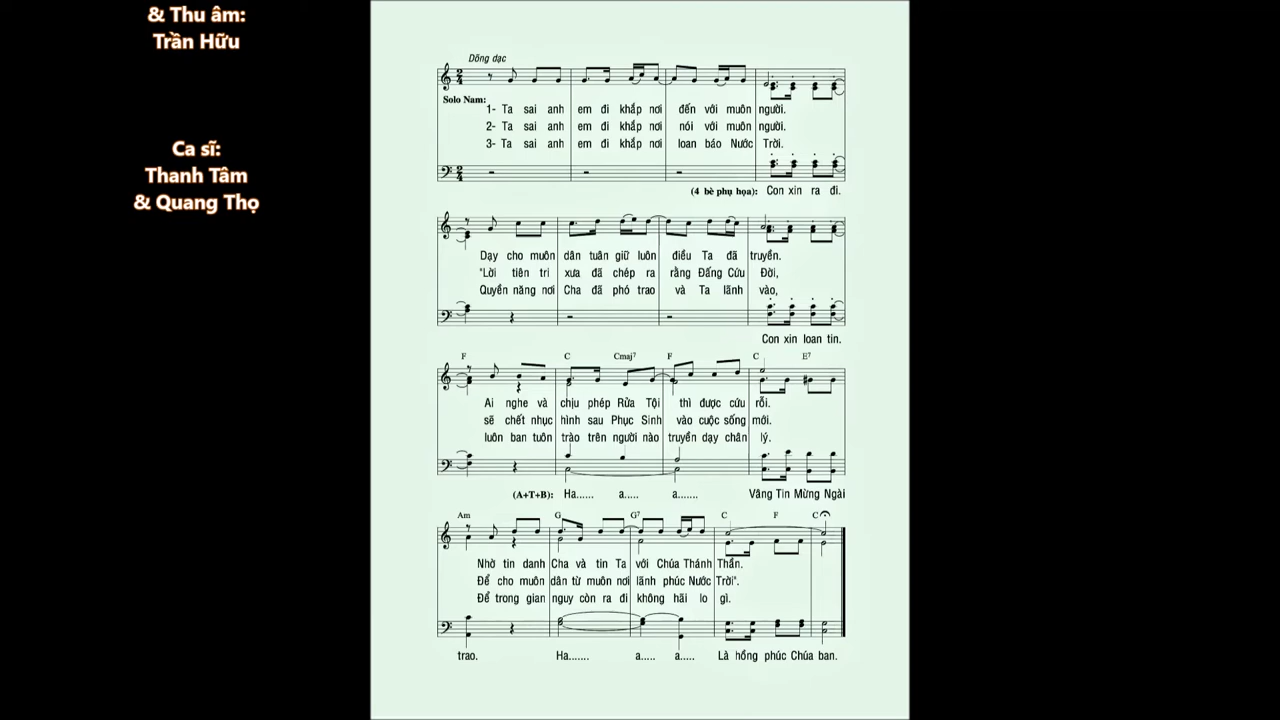 & Thu âm:
Trần Hữu
Ca sĩ:
Thanh Tâm
& Quang Thọ
Dõng dạc
Solo Nam:
1- Ta sai anh em đi khắp nơi đến với muôn người.
2- Ta sai anh em đi khắp nơi nói với muôn người.
3- Ta sai anh em đi khắp nơi loan báo Nước Trời.
(4 bè phụ họa): Con xin ra đi.
Dạy cho muôn dân tuân giữ luôn điều Ta đã truyền.
"Lời tiên tri xưa đã chép ra rằng Đấng Cứu Đời,
Quyền năng nơi Cha đã phó trao và Ta lãnh vào,
Con xin loan tin.
F C Cmaj7 F C E7
Ai nghe và chịu phép Rửa Tội thì được cứu rỗi.
sẽ chết nhục hình sau Phục Sinh vào cuộc sống mới.
luôn ban tuôn trào trên người nào truyền dạy chân lý.
(A+T+B): Ha...... a..... a....... Vâng Tin Mừng Ngài
Am G G7 C F C
Nhờ tin danh Cha và tin Ta với Chúa Thánh Thần.
Để cho muôn dân từ muôn nơi lãnh phúc Nước Trời".
Để trong gian nguy còn ra đi không hãi lo gì.
trao. Ha....... a..... a..... Là hồng phúc Chúa ban.